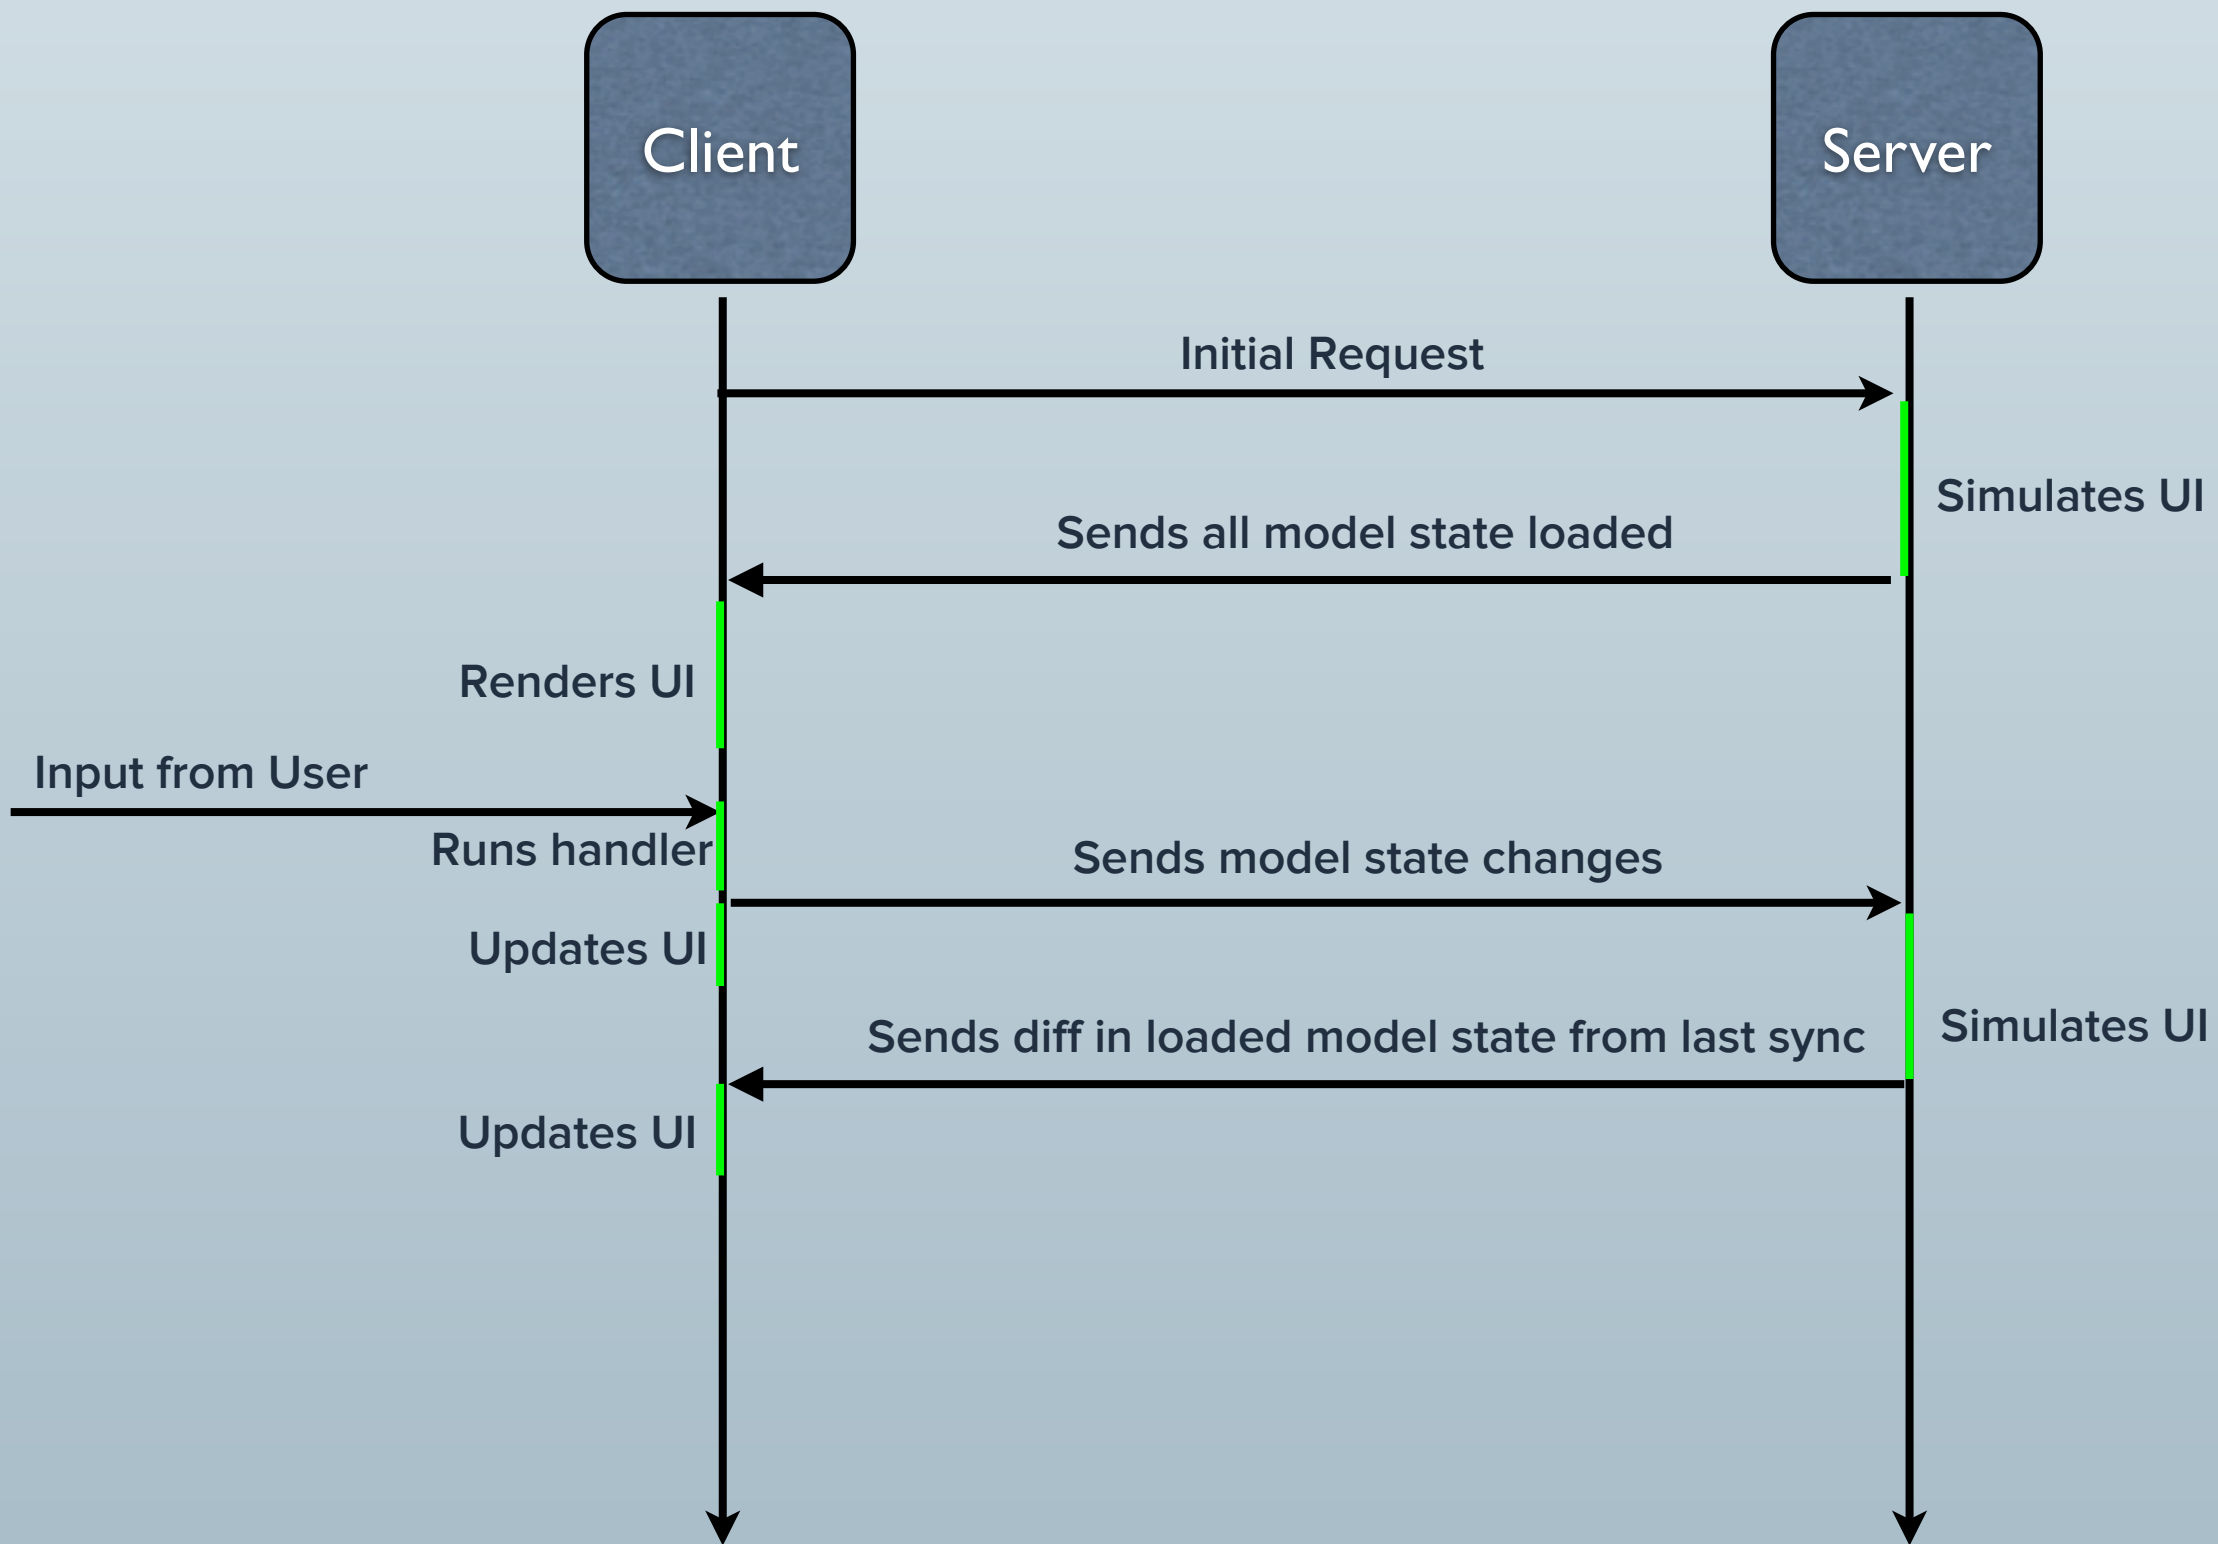 Client
Server
Initial Request
Simulates UI
Sends all model state loaded
Renders UI
Input from User
Runs handler
Sends model state changes
Updates UI
Simulates UI
Sends diff in loaded model state from last sync
Updates UI